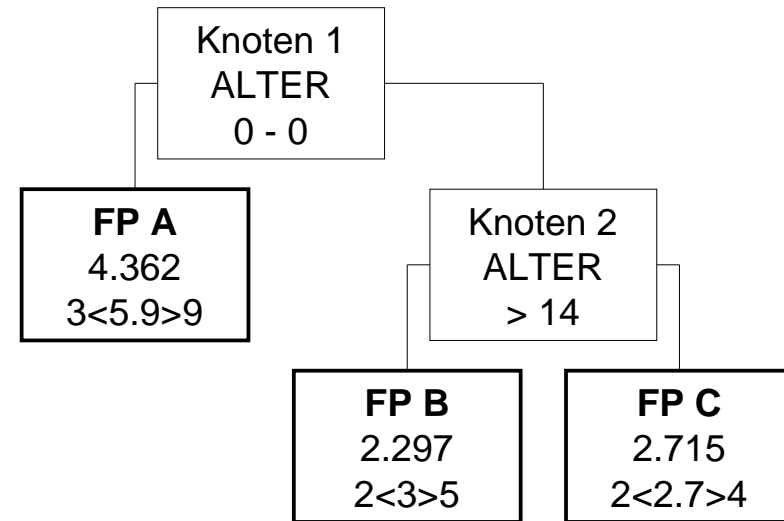 Knoten 1
ALTER
0 - 0
FP A
4.362
3<5.9>9
Knoten 2
ALTER
> 14
FP B
2.297
2<3>5
FP C
2.715
2<2.7>4